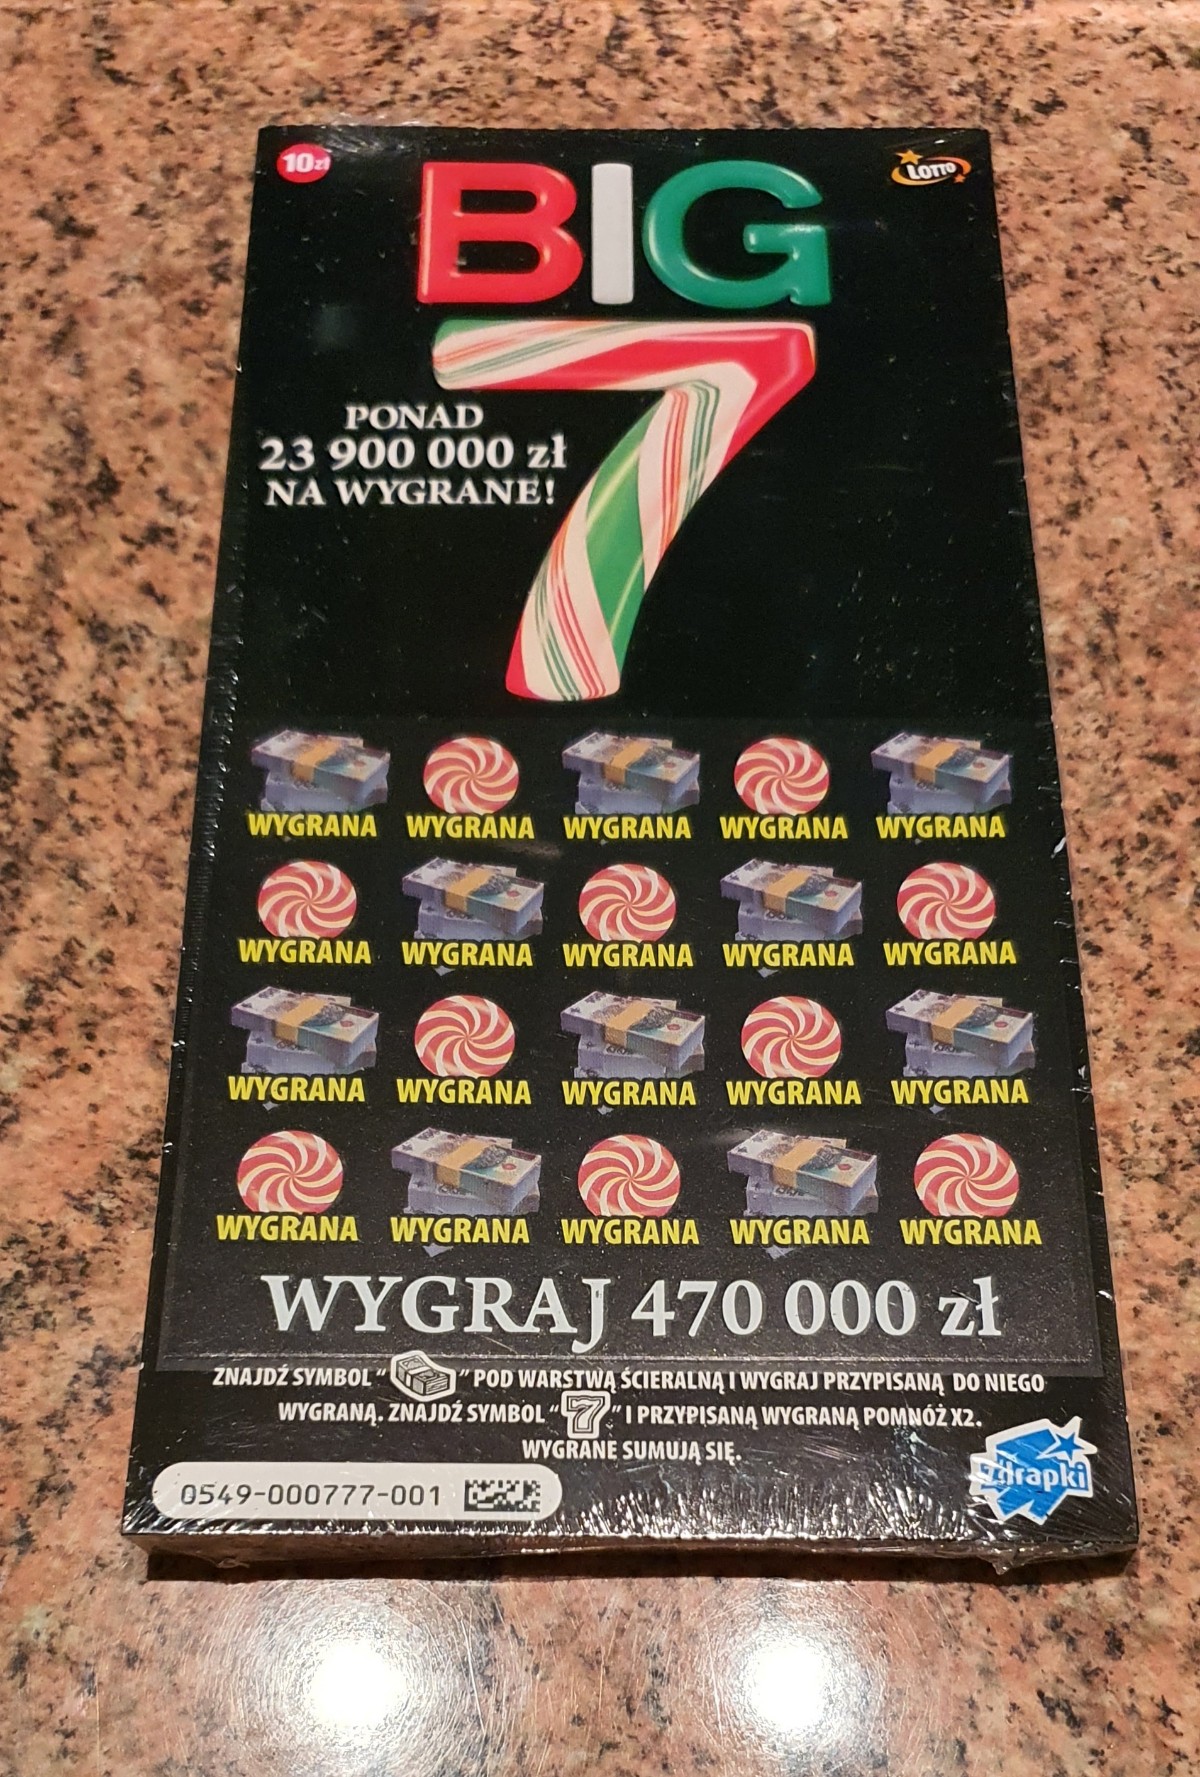 10zł
LOTTO
BIG
7
PONAD
23 900 000 zł
NA WYGRANE!
WYGRANA WYGRANA WYGRANA WYGRANA WYGRANA
WYGRANA WYGRANA WYGRANA WYGRANA WYGRANA
WYGRANA WYGRANA WYGRANA WYGRANA WYGRANA
WYGRANA WYGRANA WYGRANA WYGRANA WYGRANA
WYGRAJ 470 000 zł
ZNAJDŹ SYMBOL “ ” POD WARSTWĄ ŚCIERALNĄ I WYGRAJ PRZYPISANĄ DO NIEGO
WYGRANĄ. ZNAJDŹ SYMBOL “7” I PRZYPISANĄ WYGRANĄ POMNÓŻ X2.
WYGRANE SUMUJĄ SIĘ.
0549-000777-001
zdrapki